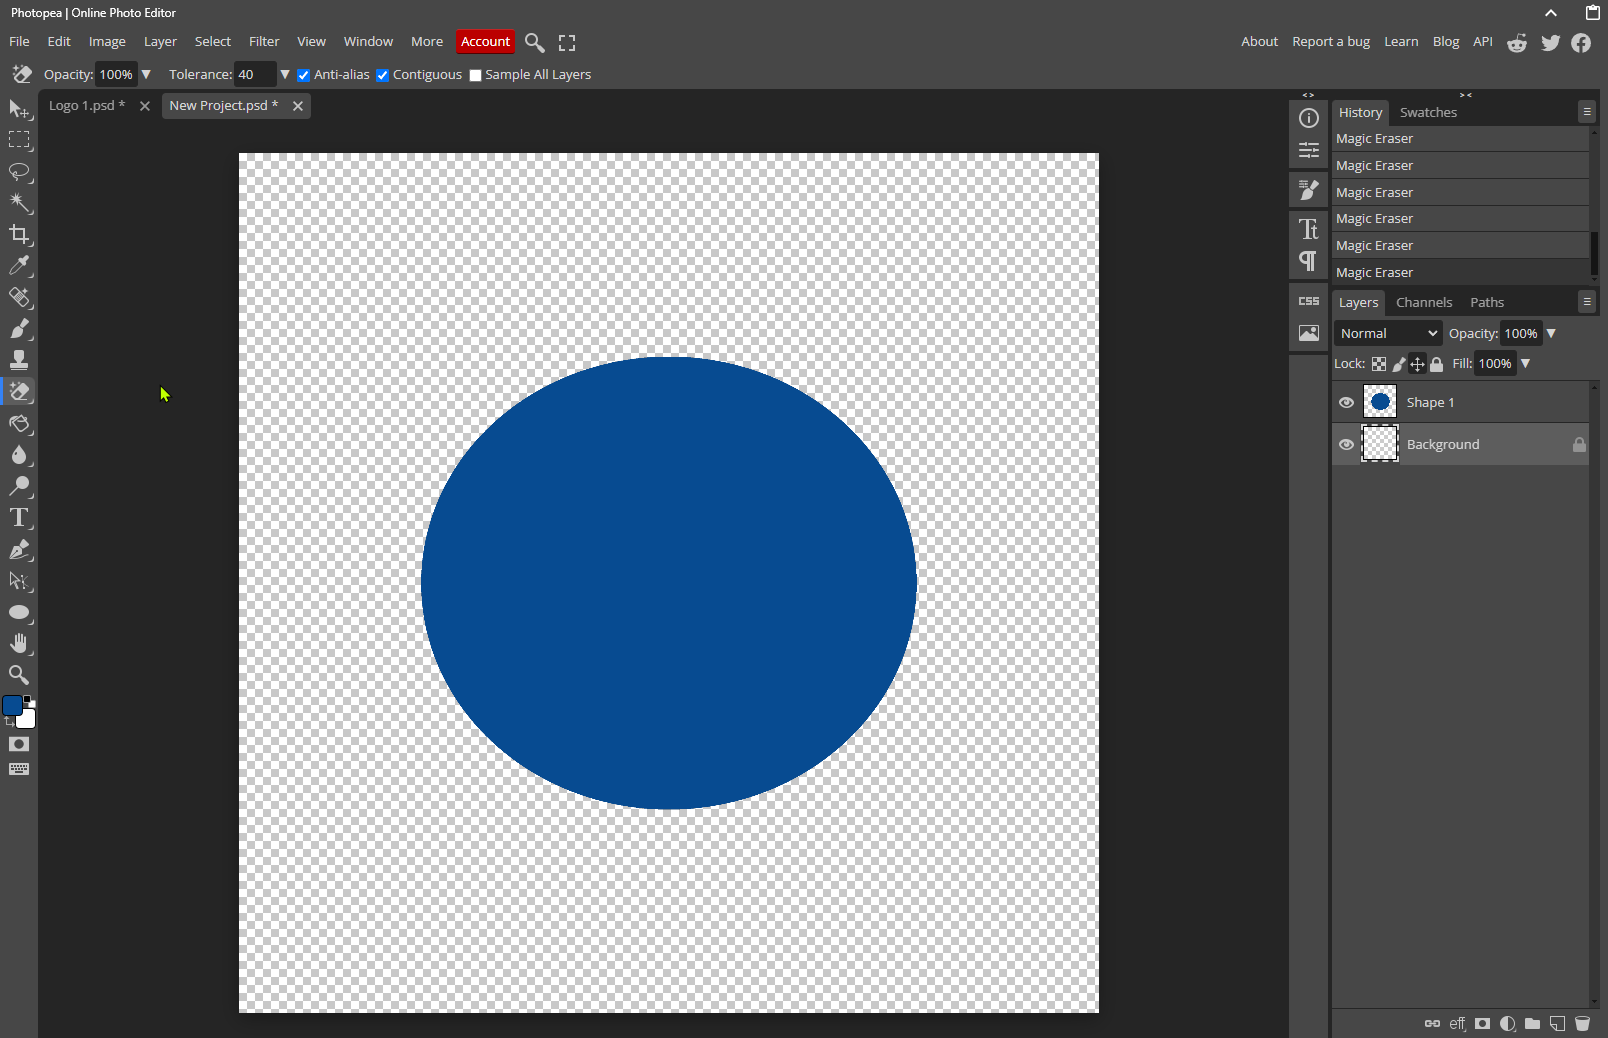 Photopea | Online Photo Editor
File Edit Image Layer Select Filter View Window More Account About Report a bug Learn Blog API
Opacity: 100% Tolerance: 40 Anti-alias Contiguous Sample All Layers
Logo 1.psd * New Project.psd *
History Swatches
Magic Eraser
Magic Eraser
Magic Eraser
Magic Eraser
Magic Eraser
Magic Eraser
Layers Channels Paths
Normal Opacity: 100%
Lock: Fill: 100%
Shape 1
Background
CSS
eff